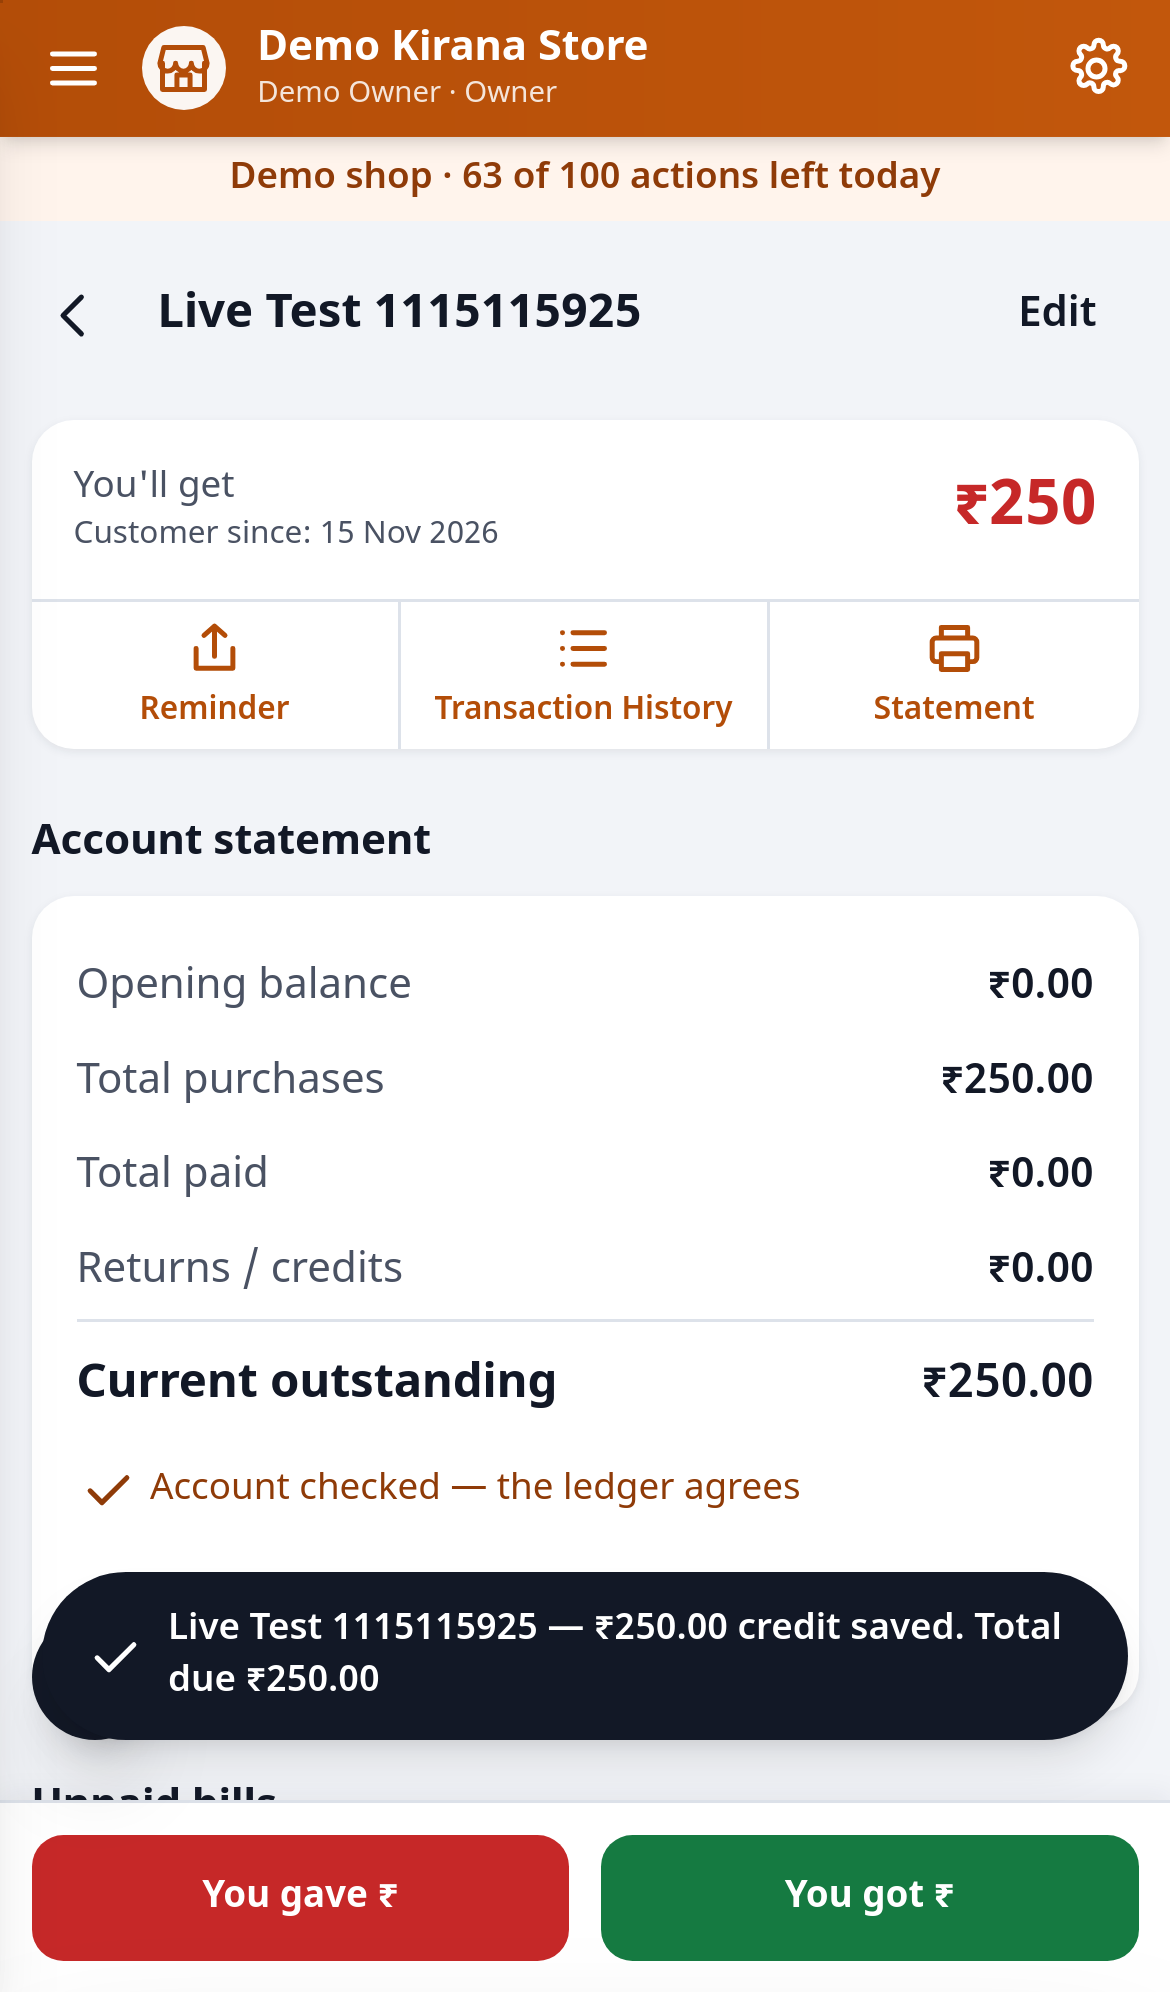 Demo Kirana Store
Demo Owner · Owner
Demo shop · 63 of 100 actions left today
Live Test 1115115925
Edit
You'll get
Customer since: 15 Nov 2026
₹250
Reminder
Transaction History
Statement
Account statement
Opening balance ₹0.00
Total purchases ₹250.00
Total paid ₹0.00
Returns / credits ₹0.00
Current outstanding ₹250.00
Account checked — the ledger agrees
Live Test 1115115925 — ₹250.00 credit saved. Total
due ₹250.00
Unpaid bills
You gave ₹
You got ₹